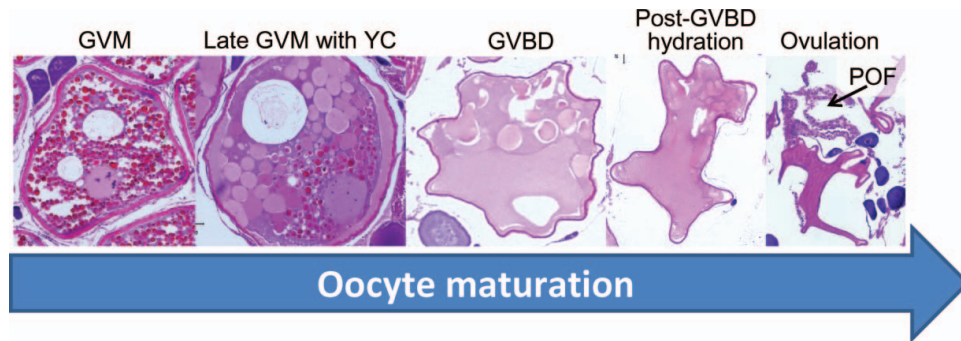 GVM
Late GVM with YC
GVBD
Post-GVBD
hydration
Ovulation
POF
Oocyte maturation